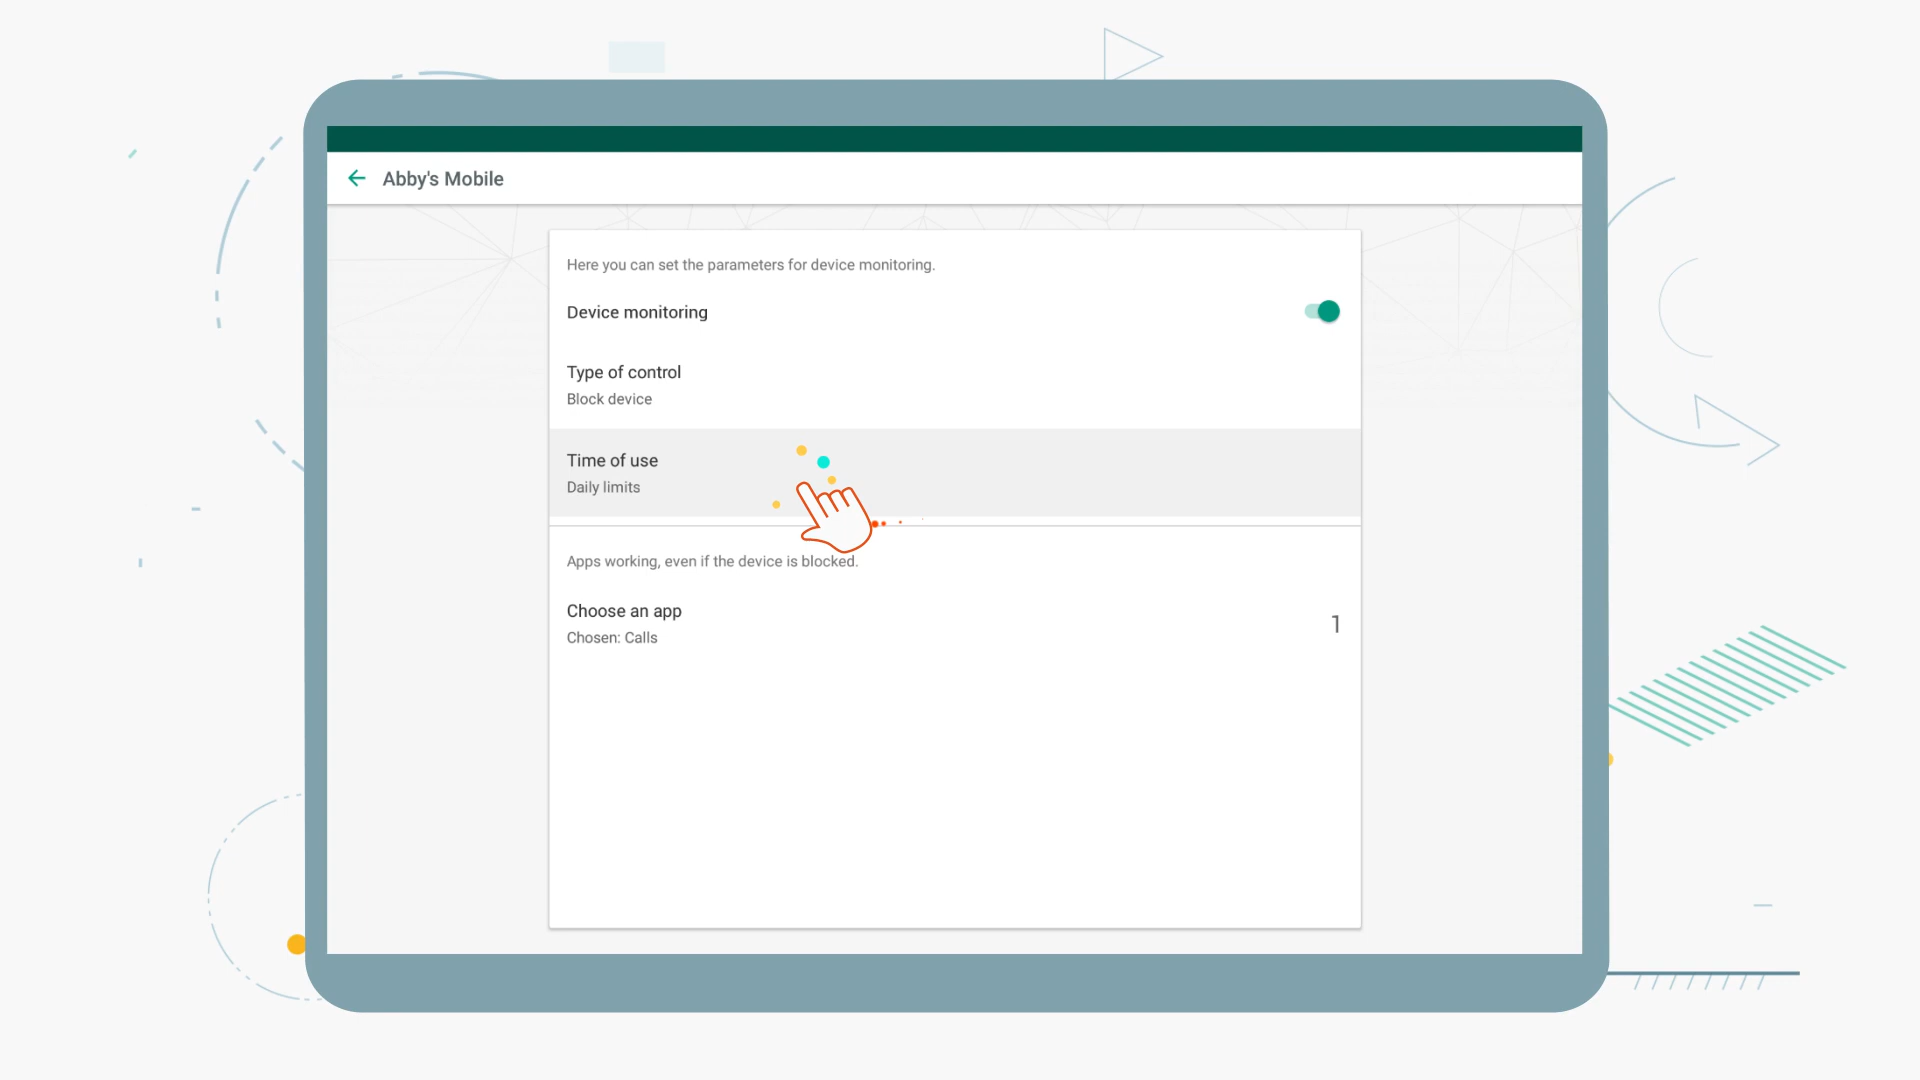 Abby's Mobile
Here you can set the parameters for device monitoring.
Device monitoring
Type of control
Block device
Time of use
Daily limits
Apps working, even if the device is blocked.
Choose an app
1
Chosen: Calls